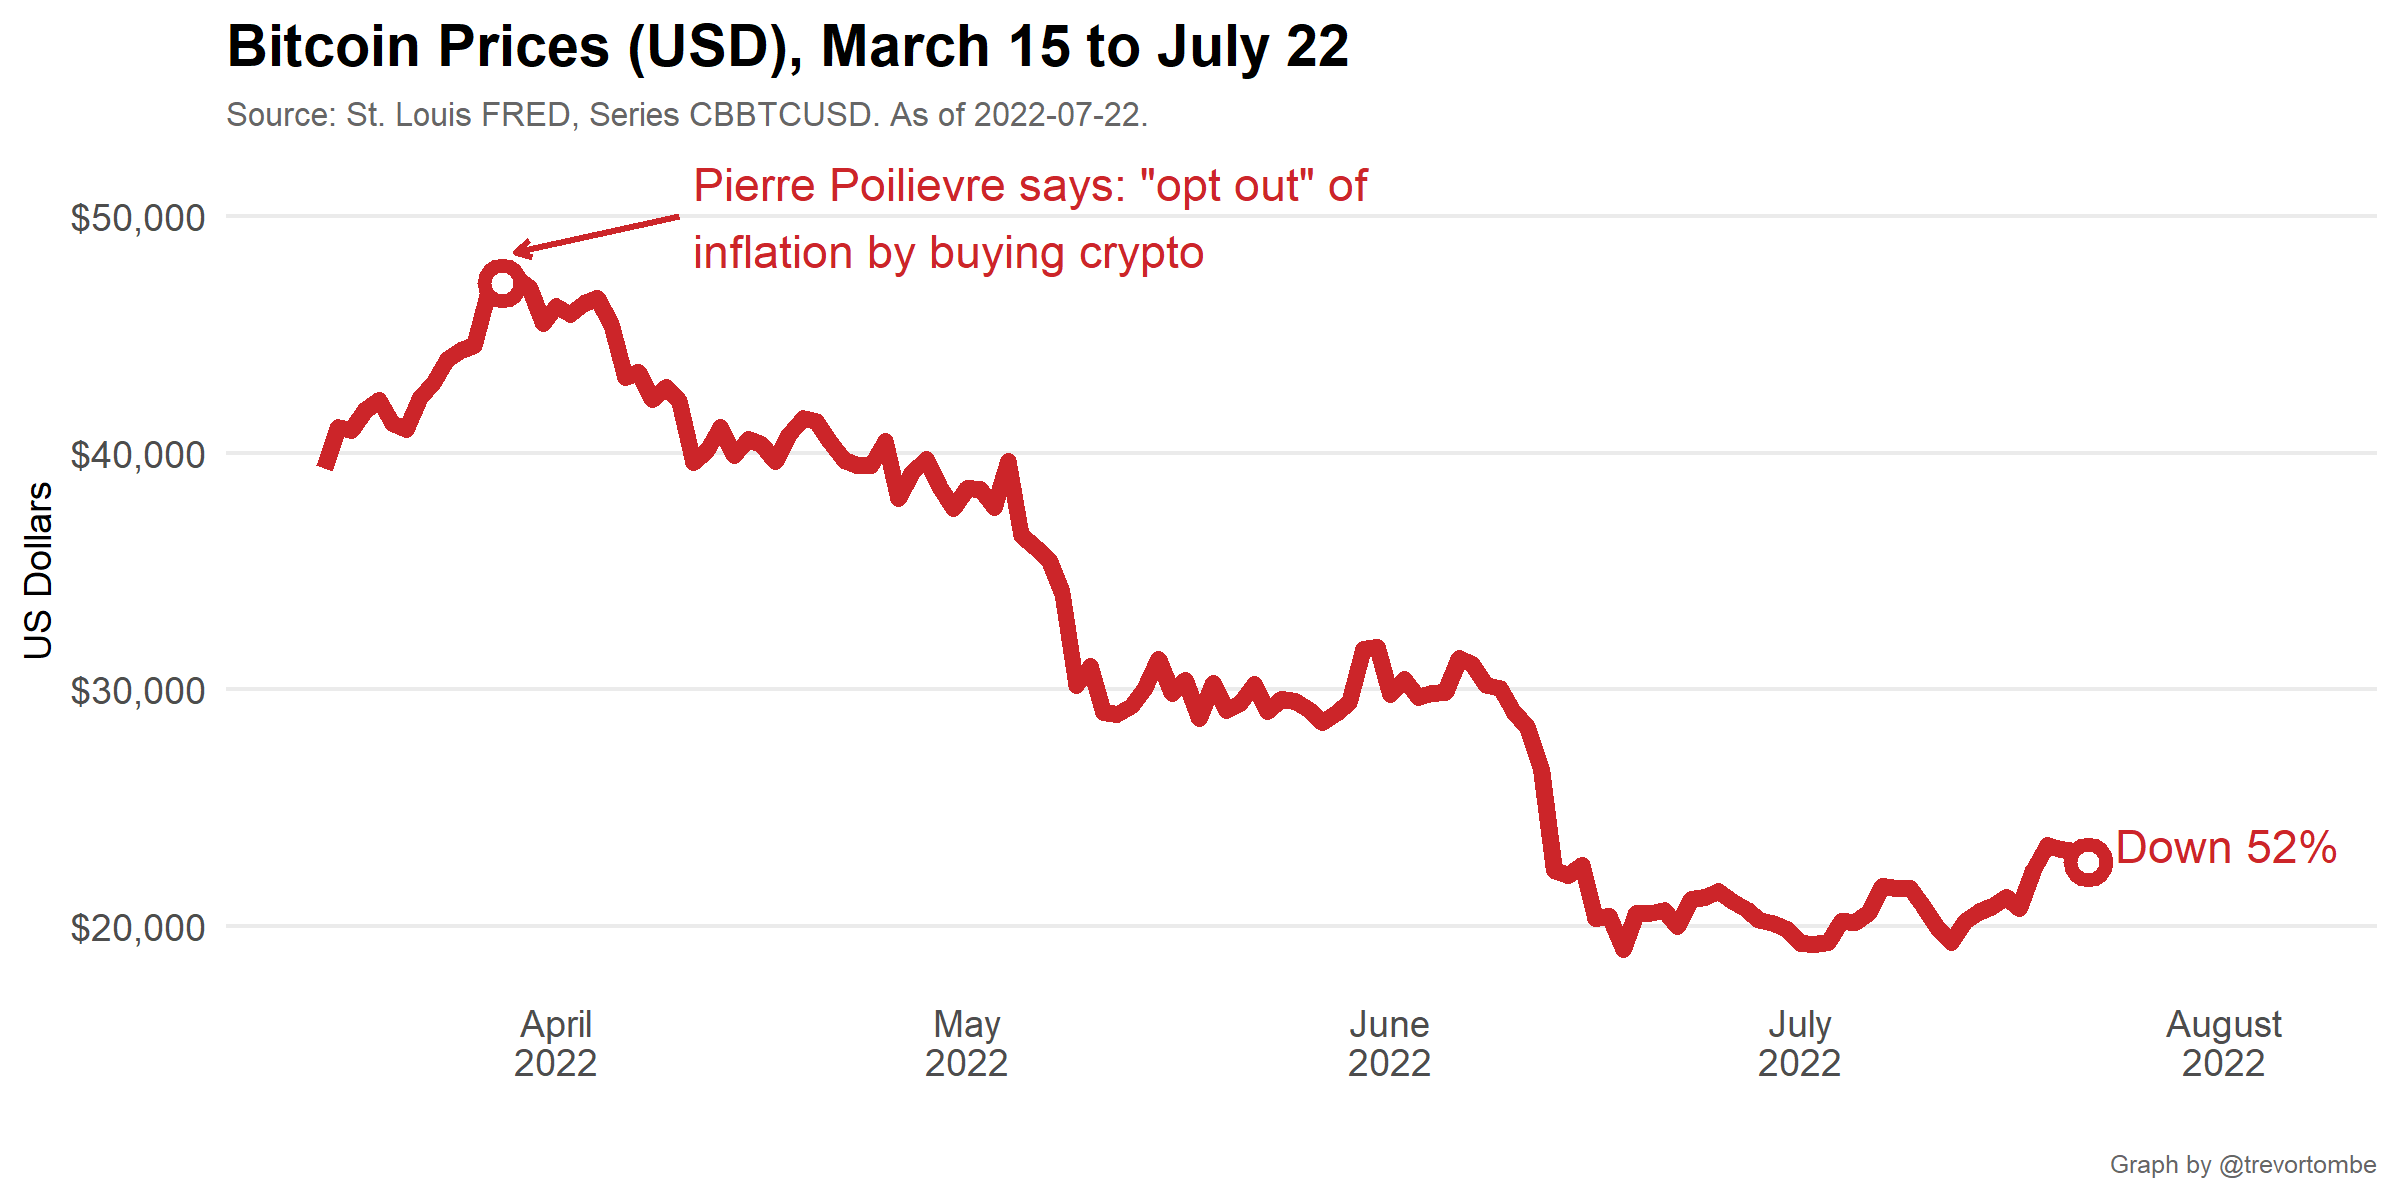 Bitcoin Prices (USD), March 15 to July 22
Source: St. Louis FRED, Series CBBTCUSD. As of 2022-07-22.
Pierre Poilievre says: "opt out" of
inflation by buying crypto
$50,000
$40,000
$30,000
$20,000
US Dollars
Down 52%
April
2022
May
2022
June
2022
July
2022
August
2022
Graph by @trevortombe